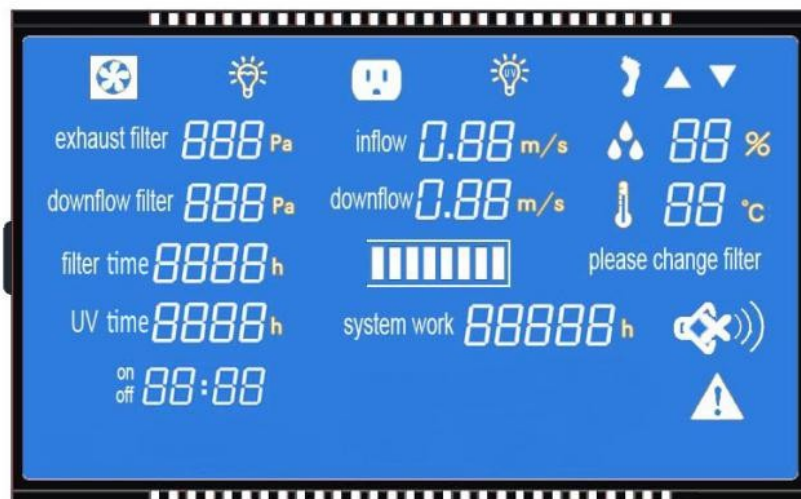 UV
exhaust filter 888 Pa
inflow 0.88 m/s
88 %
downflow filter 888 Pa
downflow 0.88 m/s
88 °C
filter time 8888 h
please change filter
UV time 8888 h
system work 88888 h
on
off 88:88